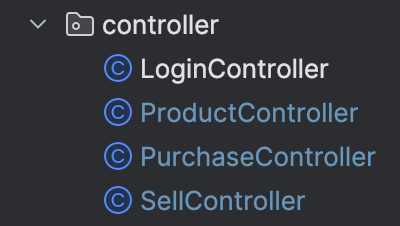 controller
C LoginController
C ProductController
C PurchaseController
C SellController